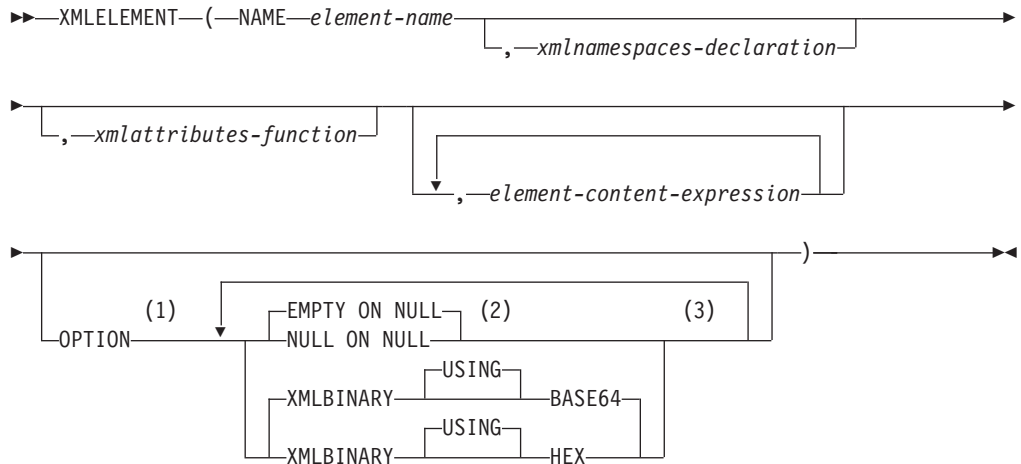 XMLELEMENT ( NAME element-name
, xmlnamespaces-declaration
, xmlattributes-function
, element-content-expression
)
(1) EMPTY ON NULL (2) (3)
OPTION NULL ON NULL
USING
XMLBINARY BASE64
USING
XMLBINARY HEX